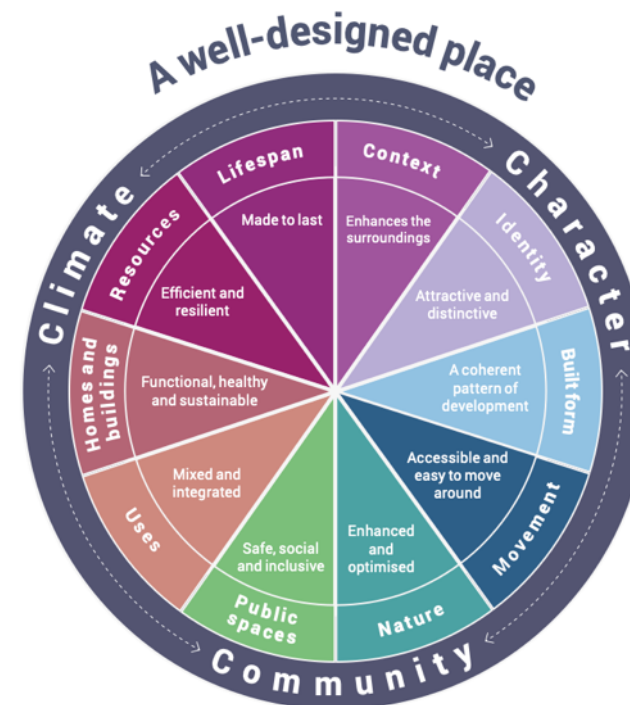 A well-designed place
Climate
Character
Community
Context
Enhances the
surroundings
Identity
Attractive and
distinctive
Built form
A coherent
pattern of
development
Movement
Accessible and
easy to move
around
Nature
Enhanced
and
optimised
Public
spaces
Safe, social
and inclusive
Uses
Mixed and
integrated
Homes and
buildings
Functional, healthy
and sustainable
Resources
Efficient and
resilient
Lifespan
Made to last